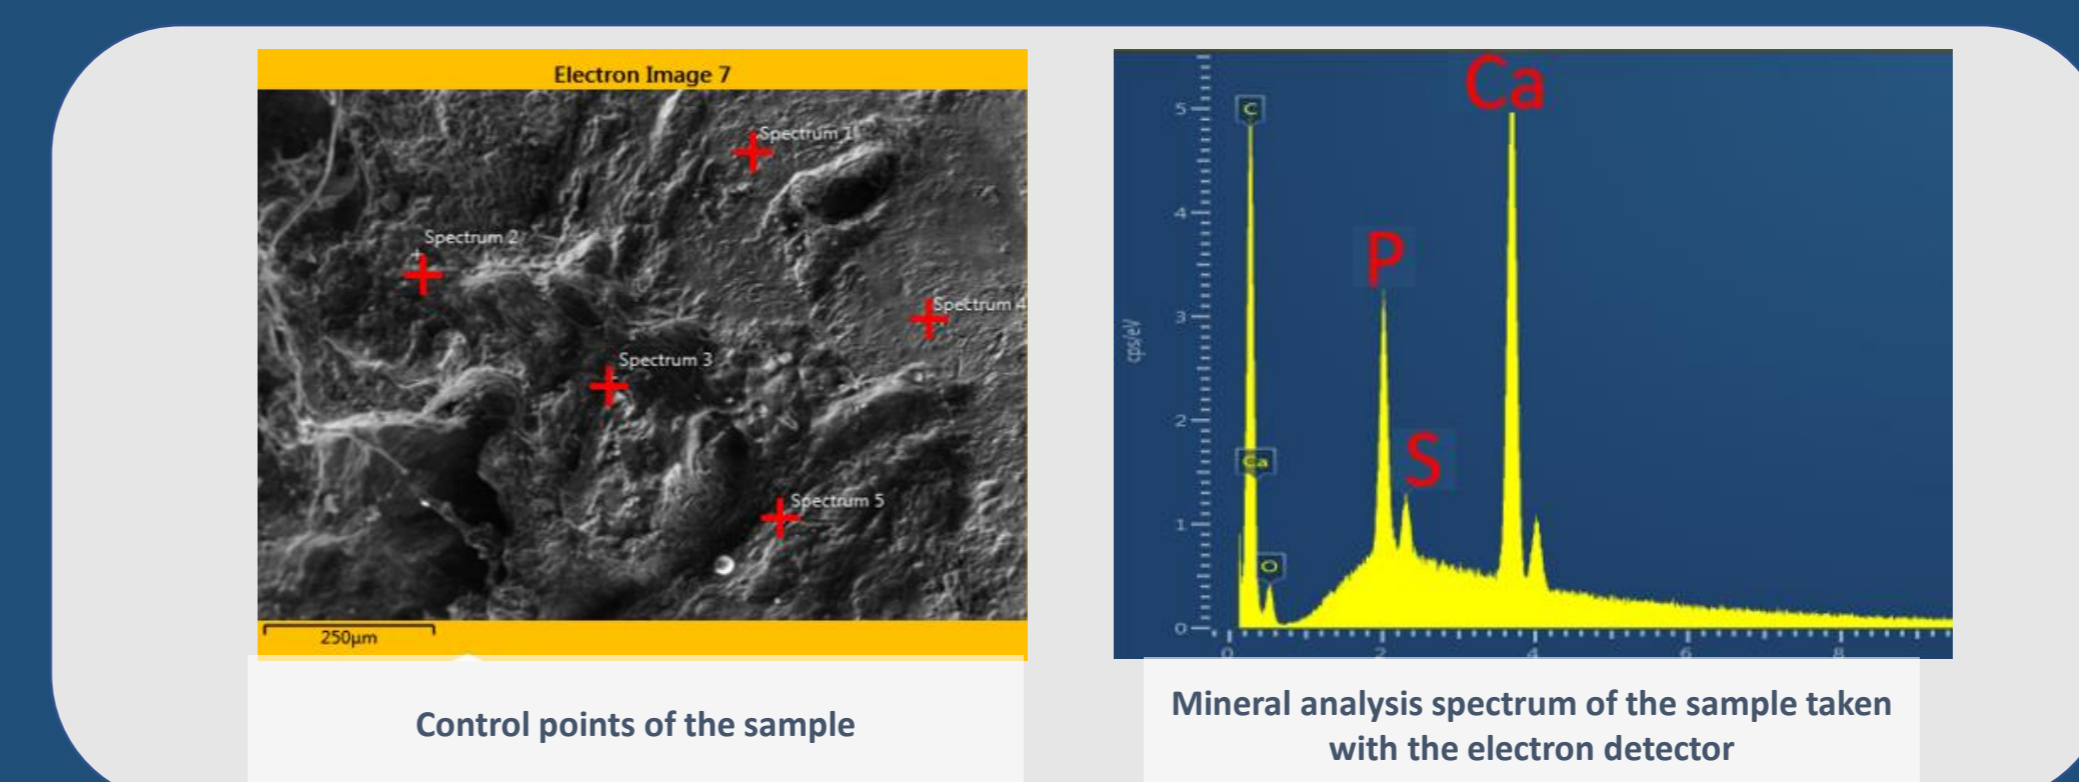 Electron Image 7
Spectrum 1
Spectrum 2
Spectrum 4
Spectrum 3
Spectrum 5
250μm
Control points of the sample
Ca
5
C
4
P
3
cps/eV
S
2
Ca
1
O
0
0 2 4 6 8
Mineral analysis spectrum of the sample taken
with the electron detector